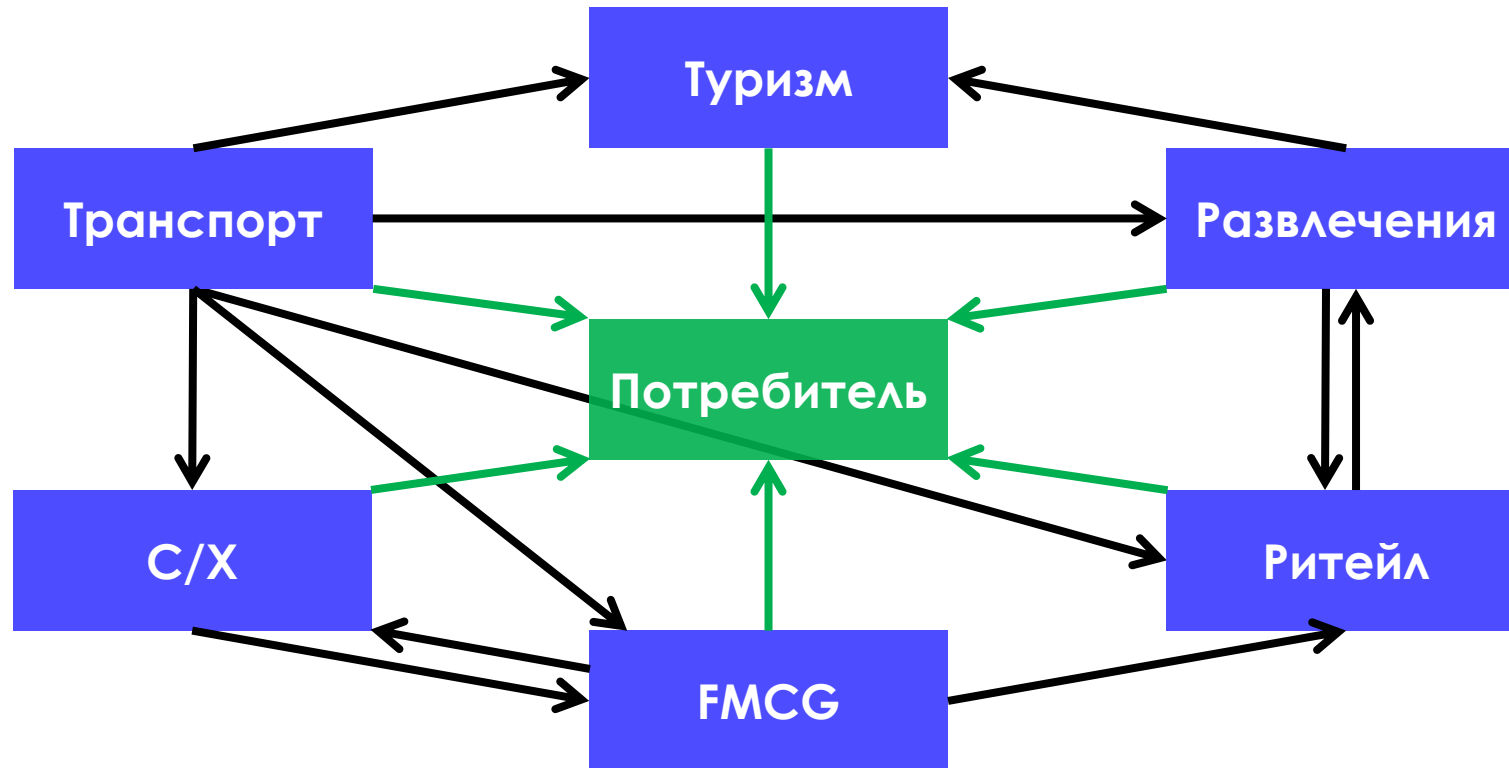 Туризм
Транспорт
Развлечения
Потребитель
С/Х
Ритейл
FMCG